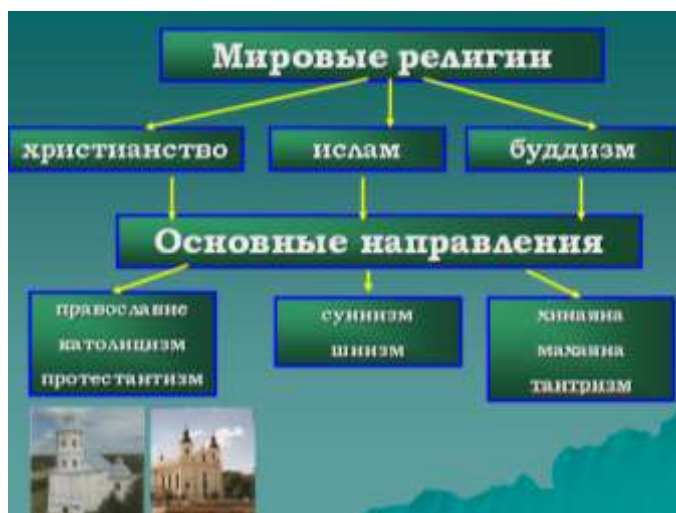 Мировые религии
христианство
ислам
буддизм
Основные направления
православие
католицизм
протестантизм
суннизм
шиизм
хинаяна
махаяна
тантризм